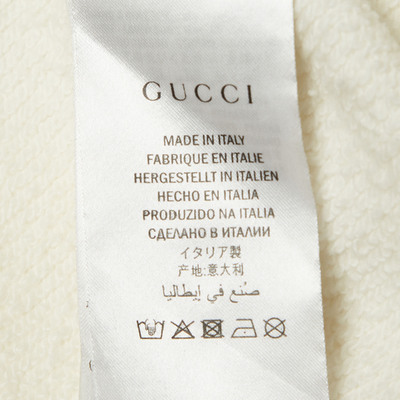 GUCCI
MADE IN ITALY
FABRIQUE EN ITALIE
HERGESTELLT IN ITALIEN
HECHO EN ITALIA
PRODUZIDO NA ITALIA
СДЕЛАНО В ИТАЛИИ
イタリア製
产地:意大利
صُنع في إيطاليا